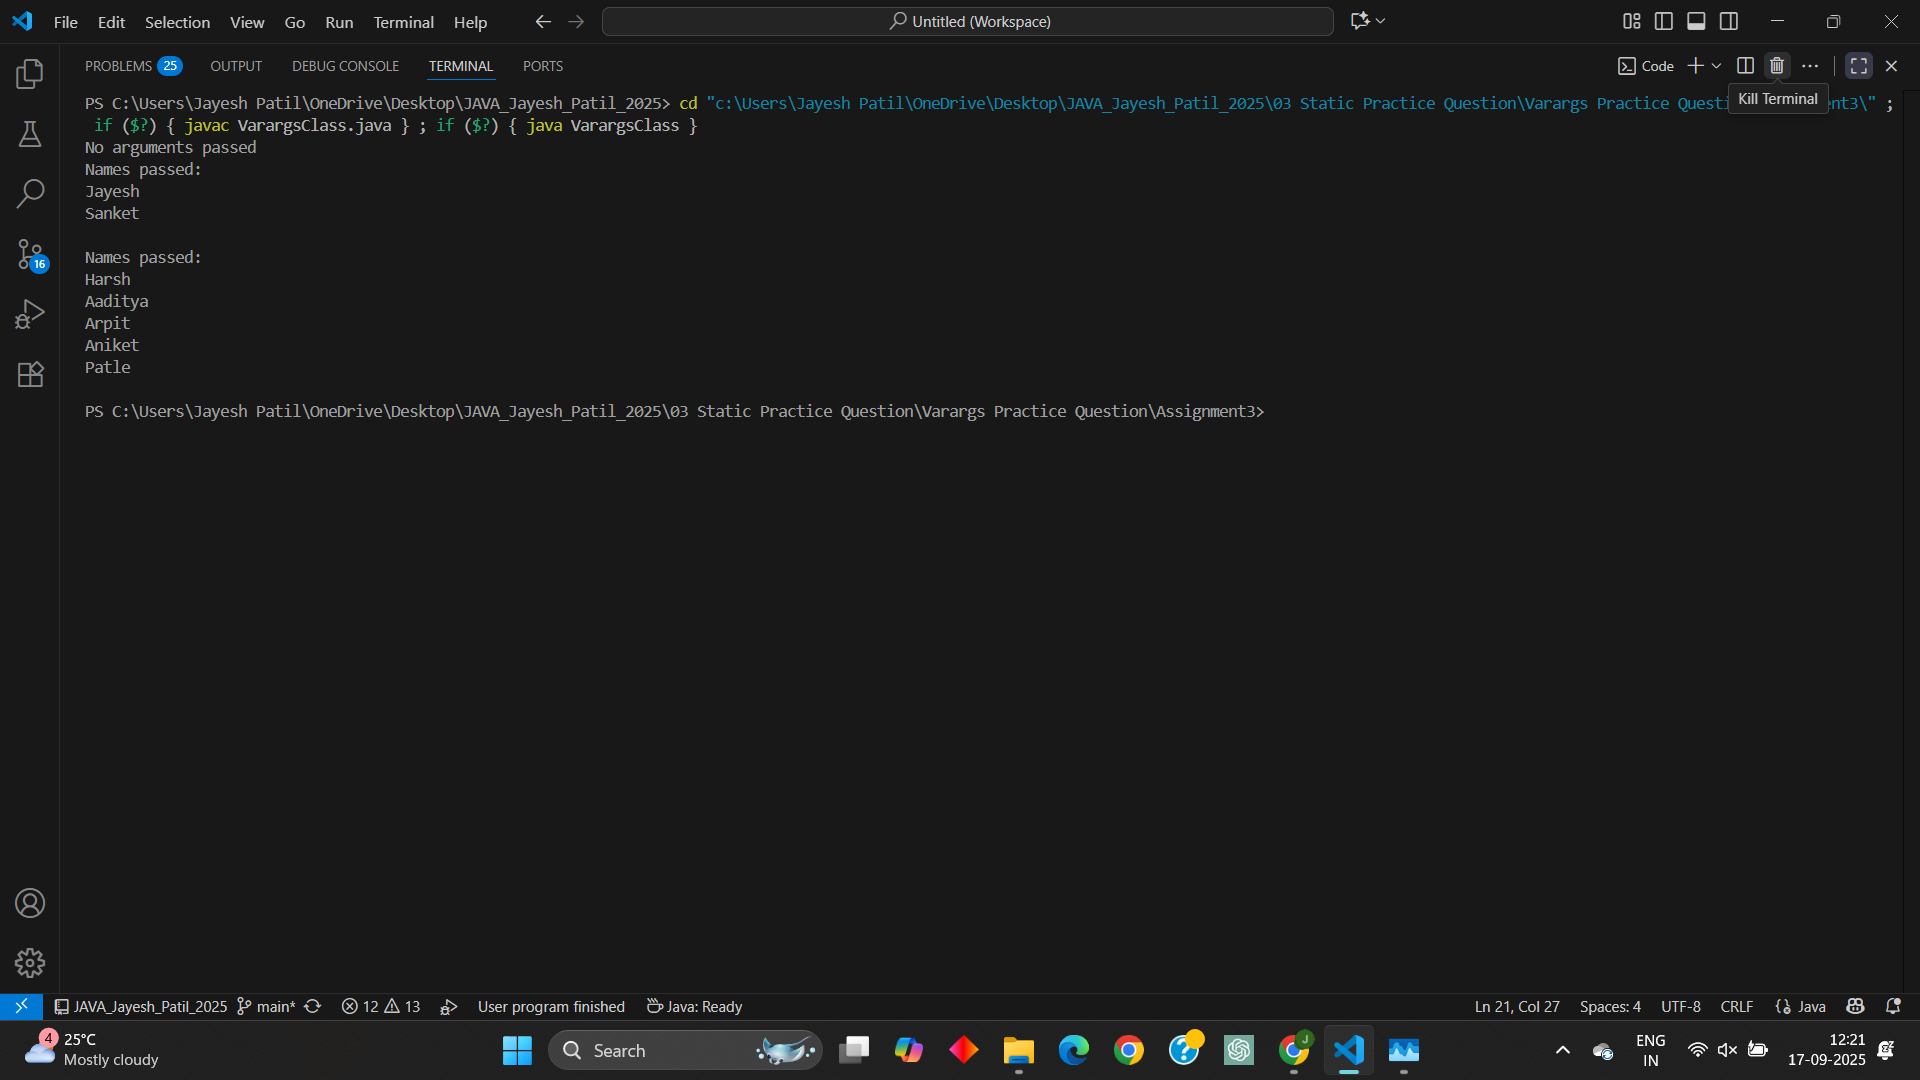 File Edit Selection View Go Run Terminal Help
Untitled (Workspace)
PROBLEMS 25 OUTPUT DEBUG CONSOLE TERMINAL PORTS
Code
Kill Terminal
PS C:\Users\Jayesh Patil\OneDrive\Desktop\JAVA_Jayesh_Patil_2025> cd "c:\Users\Jayesh Patil\OneDrive\Desktop\JAVA_Jayesh_Patil_2025\03 Static Practice Question\Varargs Practice Questi ent3\" ;
if ($?) { javac VarargsClass.java } ; if ($?) { java VarargsClass }
No arguments passed
Names passed:
Jayesh
Sanket
Names passed:
Harsh
Aaditya
Arpit
Aniket
Patle
PS C:\Users\Jayesh Patil\OneDrive\Desktop\JAVA_Jayesh_Patil_2025\03 Static Practice Question\Varargs Practice Question\Assignment3>
16
JAVA_Jayesh_Patil_2025 main* 12 13 User program finished Java: Ready
Ln 21, Col 27 Spaces: 4 UTF-8 CRLF Java
4
25°C
Mostly cloudy
Search
J
ENG
IN
12:21
17-09-2025